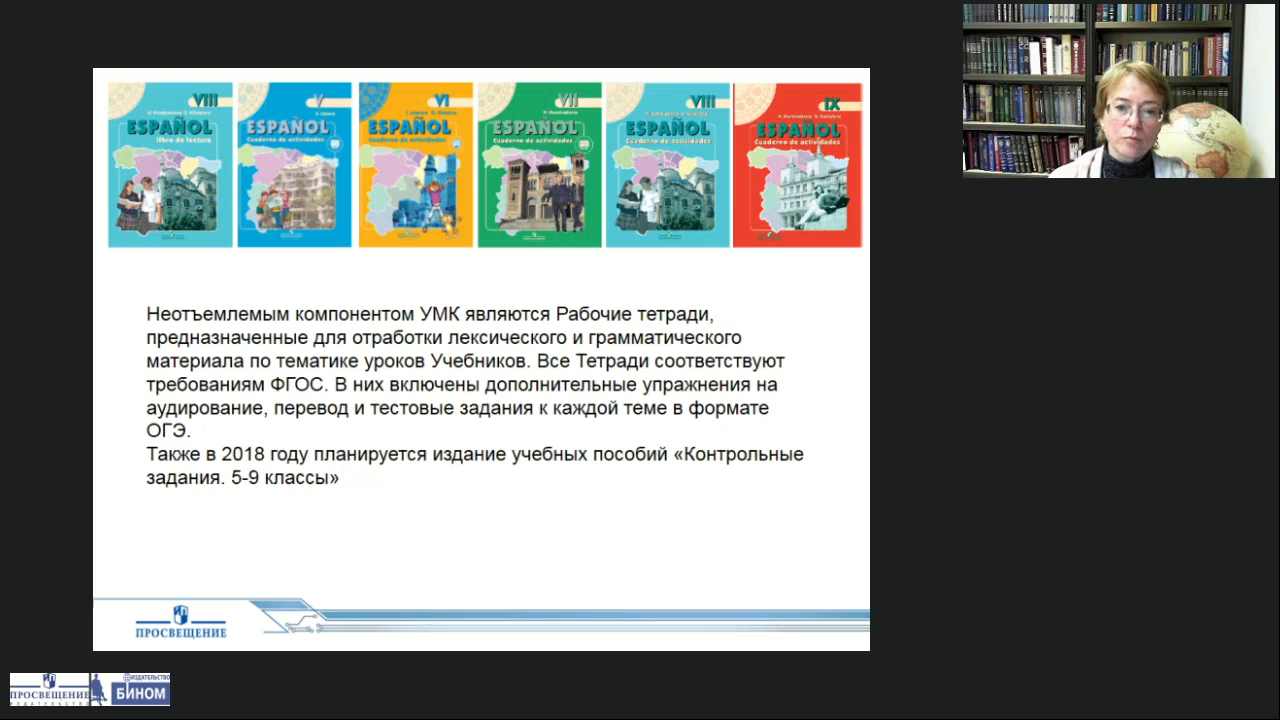 VIII
ESPAÑOL
libro de lectura
V
ESPAÑOL
Cuaderno de actividades
VI
ESPAÑOL
Cuaderno de actividades
VII
ESPAÑOL
Cuaderno de actividades
VIII
ESPAÑOL
Cuaderno de actividades
IX
ESPAÑOL
Cuaderno de actividades
Неотъемлемым компонентом УМК являются Рабочие тетради,
предназначенные для отработки лексического и грамматического
материала по тематике уроков Учебников. Все Тетради соответствуют
требованиям ФГОС. В них включены дополнительные упражнения на
аудирование, перевод и тестовые задания к каждой теме в формате
ОГЭ.
Также в 2018 году планируется издание учебных пособий «Контрольные
задания. 5-9 классы»
ПРОСВЕЩЕНИЕ
ПРОСВЕЩЕНИЕ
ИЗДАТЕЛЬСТВО
ИЗДАТЕЛЬСТВО
БИНОМ